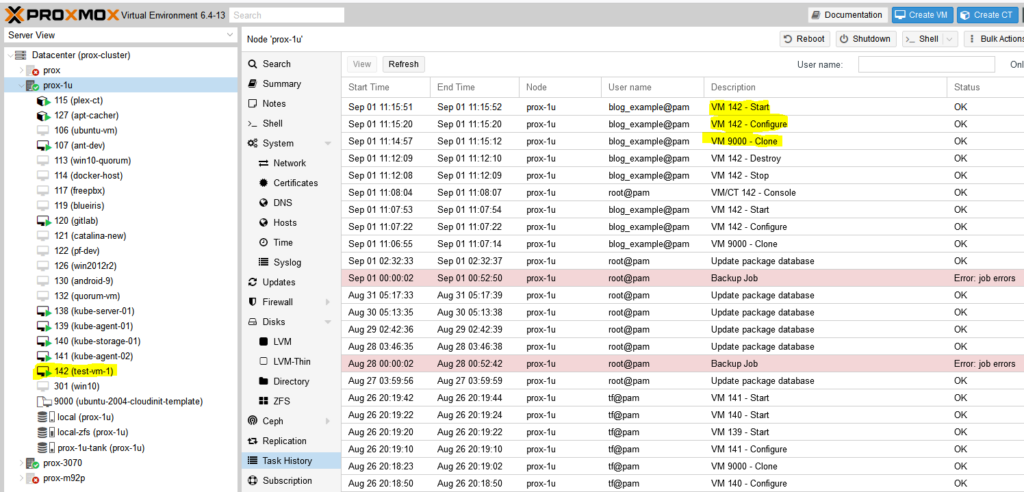 PROXMOX Virtual Environment 6.4-13 Search Documentation Create VM Create CT
Server View
Node 'prox-1u' Reboot Shutdown Shell Bulk Actions
Datacenter (prox-cluster)
prox
prox-1u
115 (plex-ct)
127 (apt-cacher)
106 (ubuntu-vm)
107 (ant-dev)
113 (win10-quorum)
114 (docker-host)
117 (freepbx)
119 (blueiris)
120 (gitlab)
121 (catalina-new)
122 (pf-dev)
126 (win2012r2)
130 (android-9)
132 (quorum-vm)
138 (kube-server-01)
139 (kube-agent-01)
140 (kube-storage-01)
141 (kube-agent-02)
142 (test-vm-1)
301 (win10)
9000 (ubuntu-2004-cloudinit-template)
local (prox-1u)
local-zfs (prox-1u)
prox-1u-tank (prox-1u)
prox-3070
prox-m92p
Search
Summary
Notes
Shell
System
Network
Certificates
DNS
Hosts
Time
Syslog
Updates
Firewall
Disks
LVM
LVM-Thin
Directory
ZFS
Ceph
Replication
Task History
Subscription
View Refresh User name: Onl
Start Time End Time Node User name Description Status
Sep 01 11:15:51 Sep 01 11:15:52 prox-1u blog_example@pam VM 142 - Start OK
Sep 01 11:15:20 Sep 01 11:15:20 prox-1u blog_example@pam VM 142 - Configure OK
Sep 01 11:14:57 Sep 01 11:15:12 prox-1u blog_example@pam VM 9000 - Clone OK
Sep 01 11:12:09 Sep 01 11:12:10 prox-1u blog_example@pam VM 142 - Destroy OK
Sep 01 11:12:08 Sep 01 11:12:09 prox-1u blog_example@pam VM 142 - Stop OK
Sep 01 11:08:04 Sep 01 11:08:07 prox-1u root@pam VM/CT 142 - Console OK
Sep 01 11:07:53 Sep 01 11:07:54 prox-1u blog_example@pam VM 142 - Start OK
Sep 01 11:07:22 Sep 01 11:07:22 prox-1u blog_example@pam VM 142 - Configure OK
Sep 01 11:06:55 Sep 01 11:07:14 prox-1u blog_example@pam VM 9000 - Clone OK
Sep 01 02:32:33 Sep 01 02:32:37 prox-1u root@pam Update package database OK
Sep 01 00:00:02 Sep 01 00:52:50 prox-1u root@pam Backup Job Error: job errors
Aug 31 05:17:33 Aug 31 05:17:39 prox-1u root@pam Update package database OK
Aug 30 05:13:35 Aug 30 05:13:38 prox-1u root@pam Update package database OK
Aug 29 02:42:36 Aug 29 02:42:39 prox-1u root@pam Update package database OK
Aug 28 03:46:35 Aug 28 03:46:38 prox-1u root@pam Update package database OK
Aug 28 00:00:02 Aug 28 00:52:42 prox-1u root@pam Backup Job Error: job errors
Aug 27 03:59:56 Aug 27 03:59:59 prox-1u root@pam Update package database OK
Aug 26 20:19:42 Aug 26 20:19:44 prox-1u tf@pam VM 141 - Start OK
Aug 26 20:19:22 Aug 26 20:19:24 prox-1u tf@pam VM 140 - Start OK
Aug 26 20:19:20 Aug 26 20:19:22 prox-1u tf@pam VM 139 - Start OK
Aug 26 20:19:10 Aug 26 20:19:10 prox-1u tf@pam VM 141 - Configure OK
Aug 26 20:18:23 Aug 26 20:19:02 prox-1u tf@pam VM 9000 - Clone OK
Aug 26 20:18:50 Aug 26 20:18:50 prox-1u tf@pam VM 140 - Configure OK